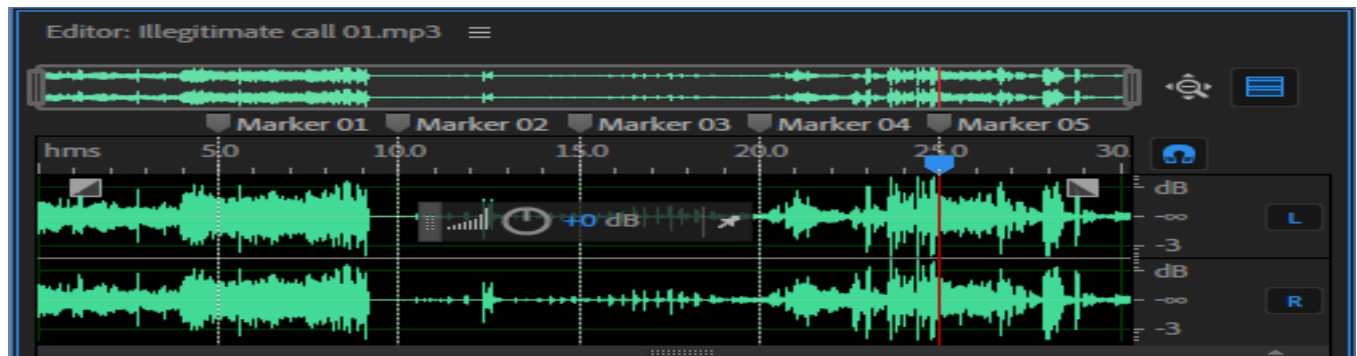 Editor: Illegitimate call 01.mp3
Marker 01 Marker 02 Marker 03 Marker 04 Marker 05
hms 5.0 10.0 15.0 20.0 25.0 30.
dB
+0 dB
-∞ L
-3
dB
-∞ R
-3